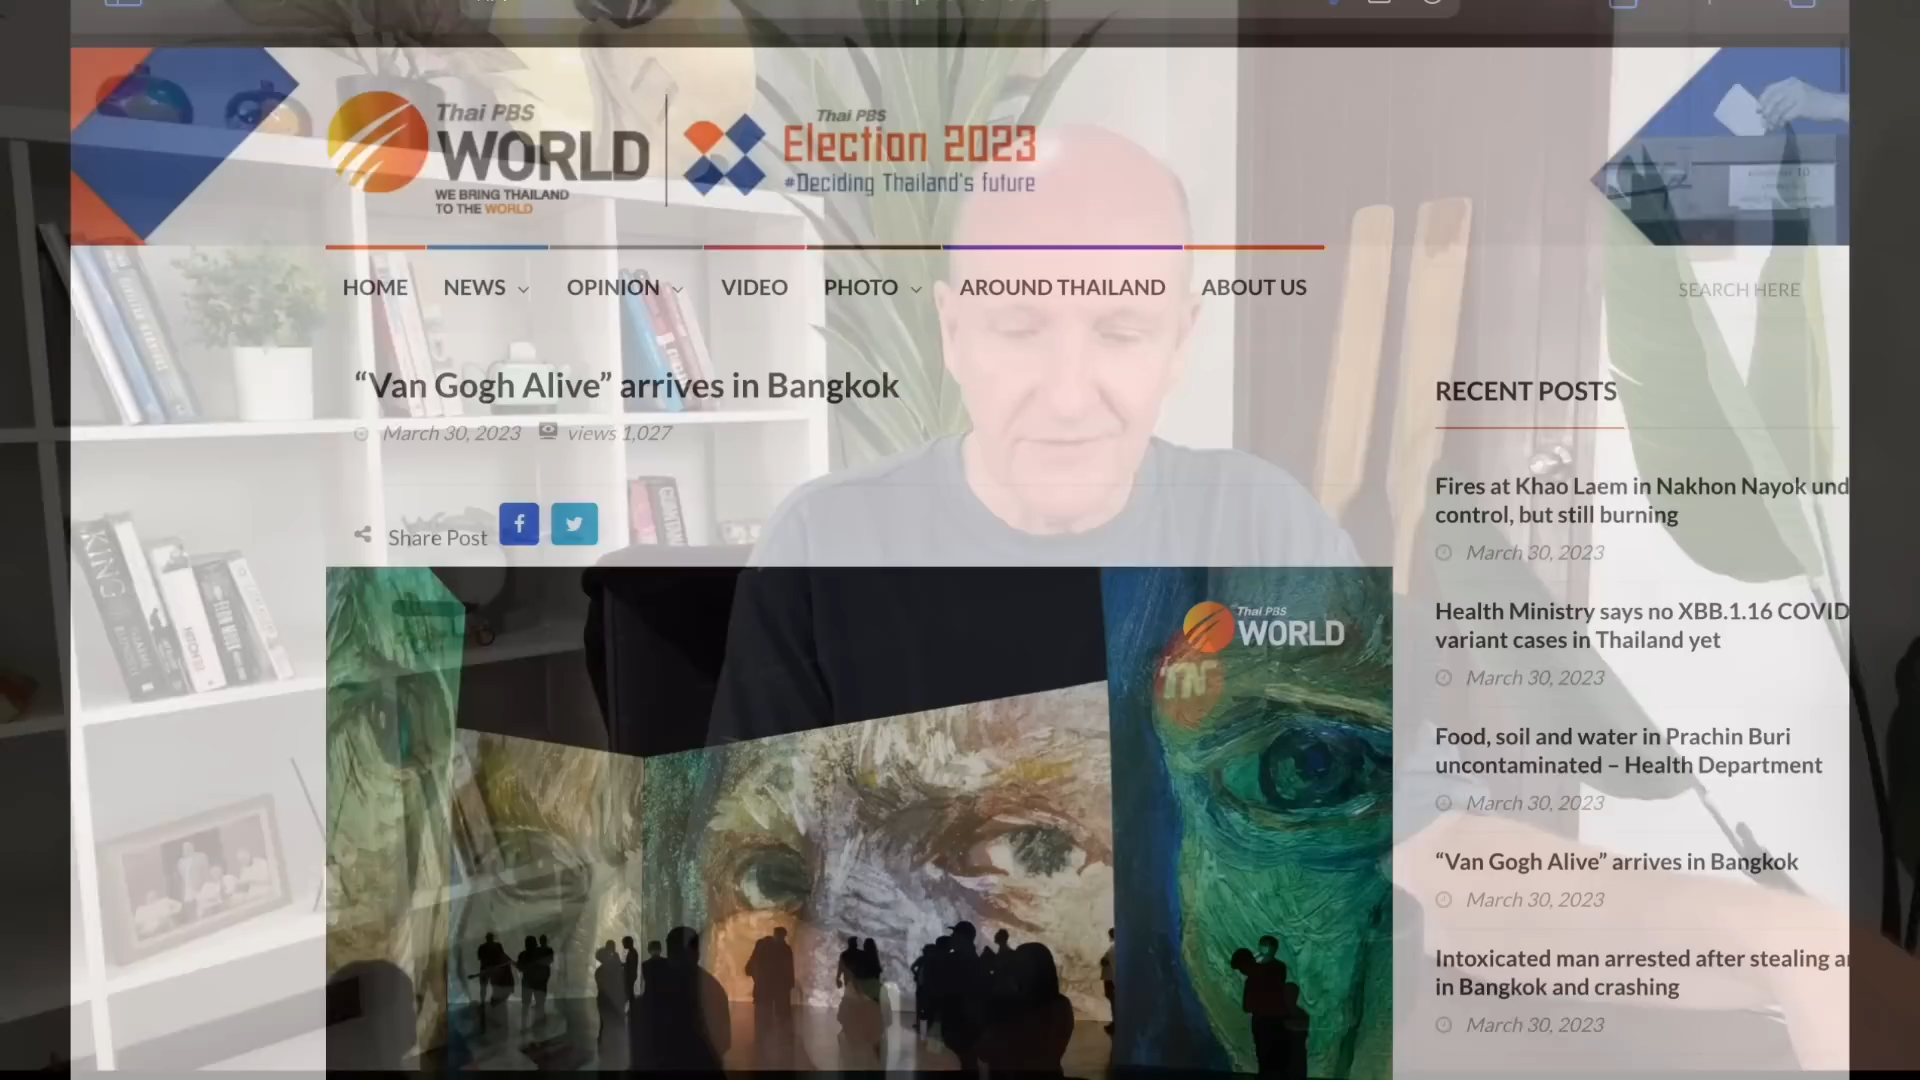 Thai PBS
WORLD
WE BRING THAILAND
TO THE WORLD
Thai PBS
Election 2023
#Deciding Thailand's future
HOME
NEWS
OPINION
VIDEO
PHOTO
AROUND THAILAND
ABOUT US
SEARCH HERE
“Van Gogh Alive” arrives in Bangkok
March 30, 2023
views 1,027
Share Post
Thai PBS
WORLD
TN
RECENT POSTS
Fires at Khao Laem in Nakhon Nayok und
control, but still burning
March 30, 2023
Health Ministry says no XBB.1.16 COVID
variant cases in Thailand yet
March 30, 2023
Food, soil and water in Prachin Buri
uncontaminated – Health Department
March 30, 2023
“Van Gogh Alive” arrives in Bangkok
March 30, 2023
Intoxicated man arrested after stealing
in Bangkok and crashing
March 30, 2023
KING